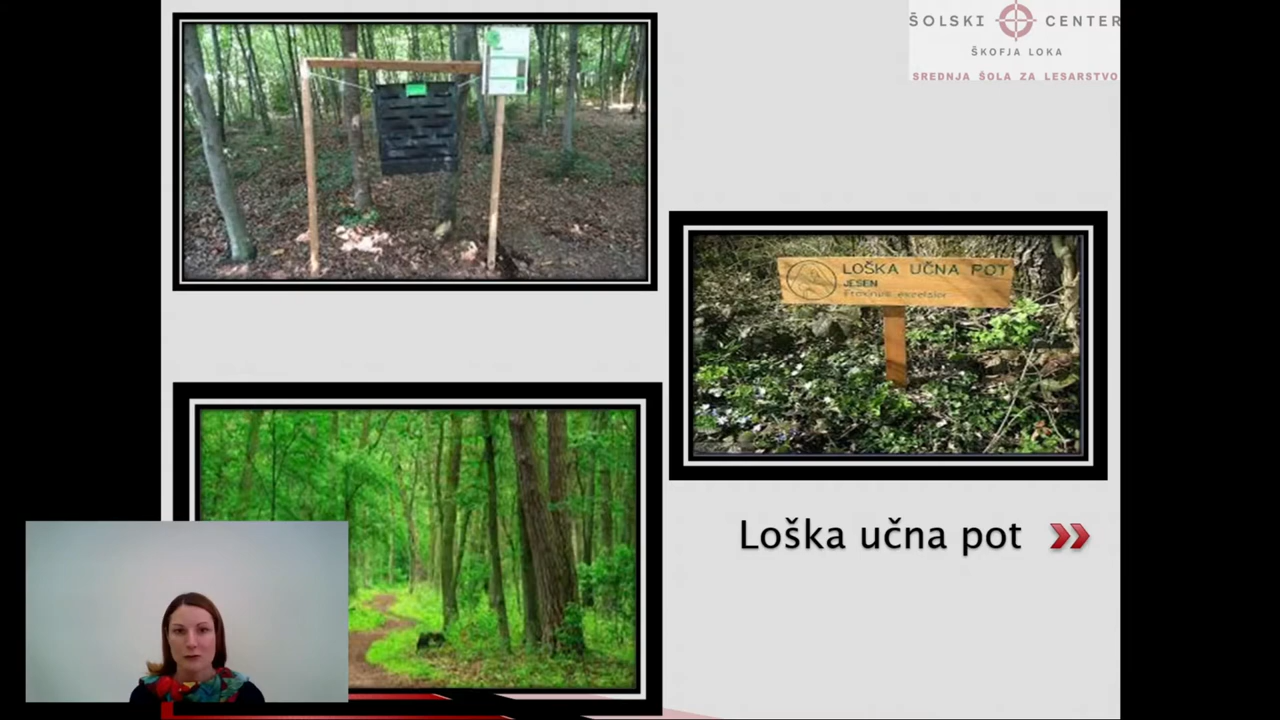 ŠOLSKI CENTER
ŠKOFJA LOKA
SREDNJA ŠOLA ZA LESARSTVO
LOŠKA UČNA POT
JESEN
Fraxinus excelsior
Loška učna pot